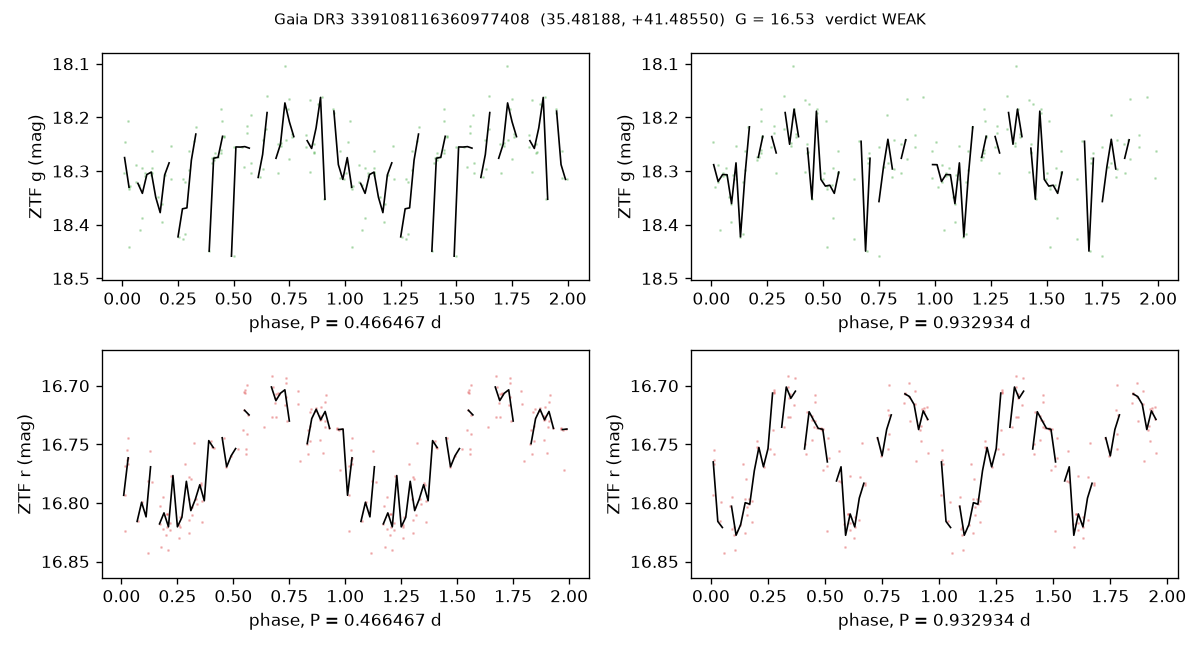 Gaia DR3 339108116360977408 (35.48188, +41.48550) G = 16.53 verdict WEAK
18.1
18.2
18.3
18.4
18.5
ZTF g (mag)
0.00 0.25 0.50 0.75 1.00 1.25 1.50 1.75 2.00
phase, P = 0.466467 d
18.1
18.2
18.3
18.4
18.5
ZTF g (mag)
0.00 0.25 0.50 0.75 1.00 1.25 1.50 1.75 2.00
phase, P = 0.932934 d
16.70
16.75
16.80
16.85
ZTF r (mag)
0.00 0.25 0.50 0.75 1.00 1.25 1.50 1.75 2.00
phase, P = 0.466467 d
16.70
16.75
16.80
16.85
ZTF r (mag)
0.00 0.25 0.50 0.75 1.00 1.25 1.50 1.75 2.00
phase, P = 0.932934 d